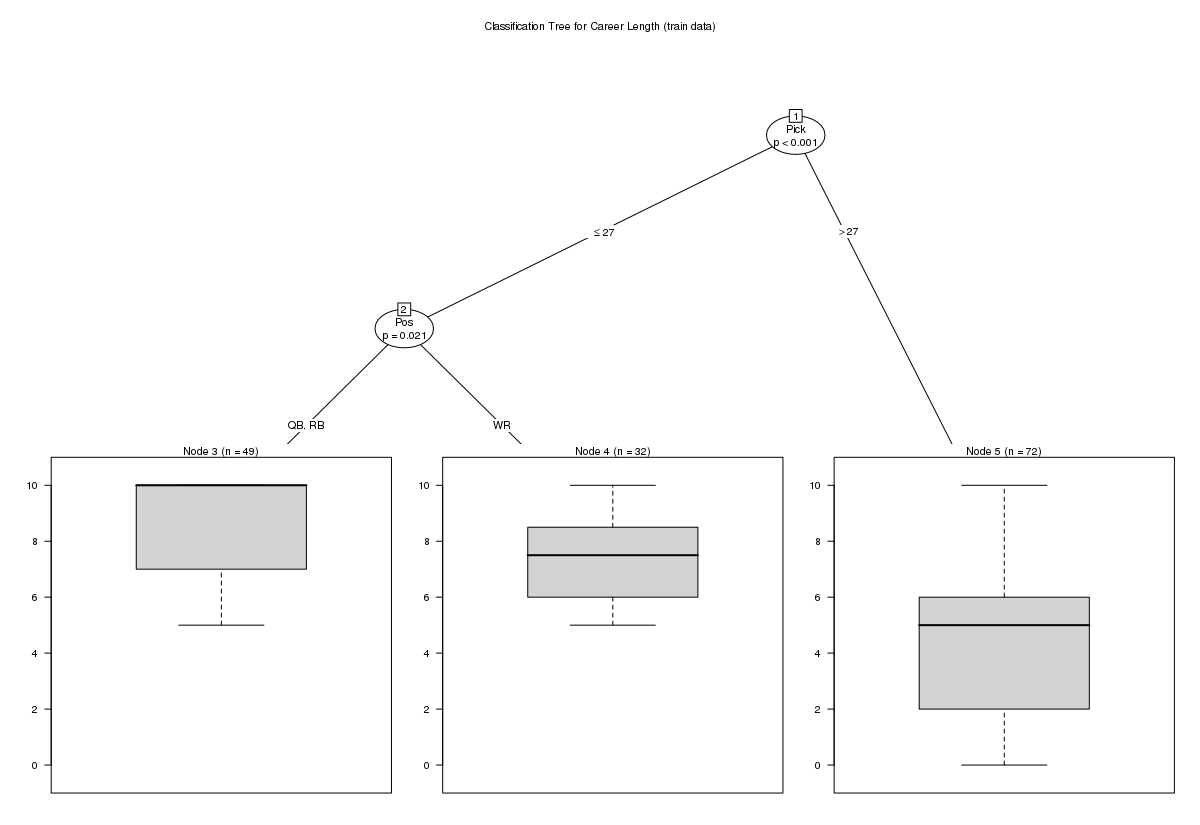 Classification Tree for Career Length (train data)
1
Pick
p < 0.001
≤ 27
> 27
2
Pos
p = 0.021
QB, RB
WR
Node 3 (n = 49)
10
8
6
4
2
0
Node 4 (n = 32)
10
8
6
4
2
0
Node 5 (n = 72)
10
8
6
4
2
0